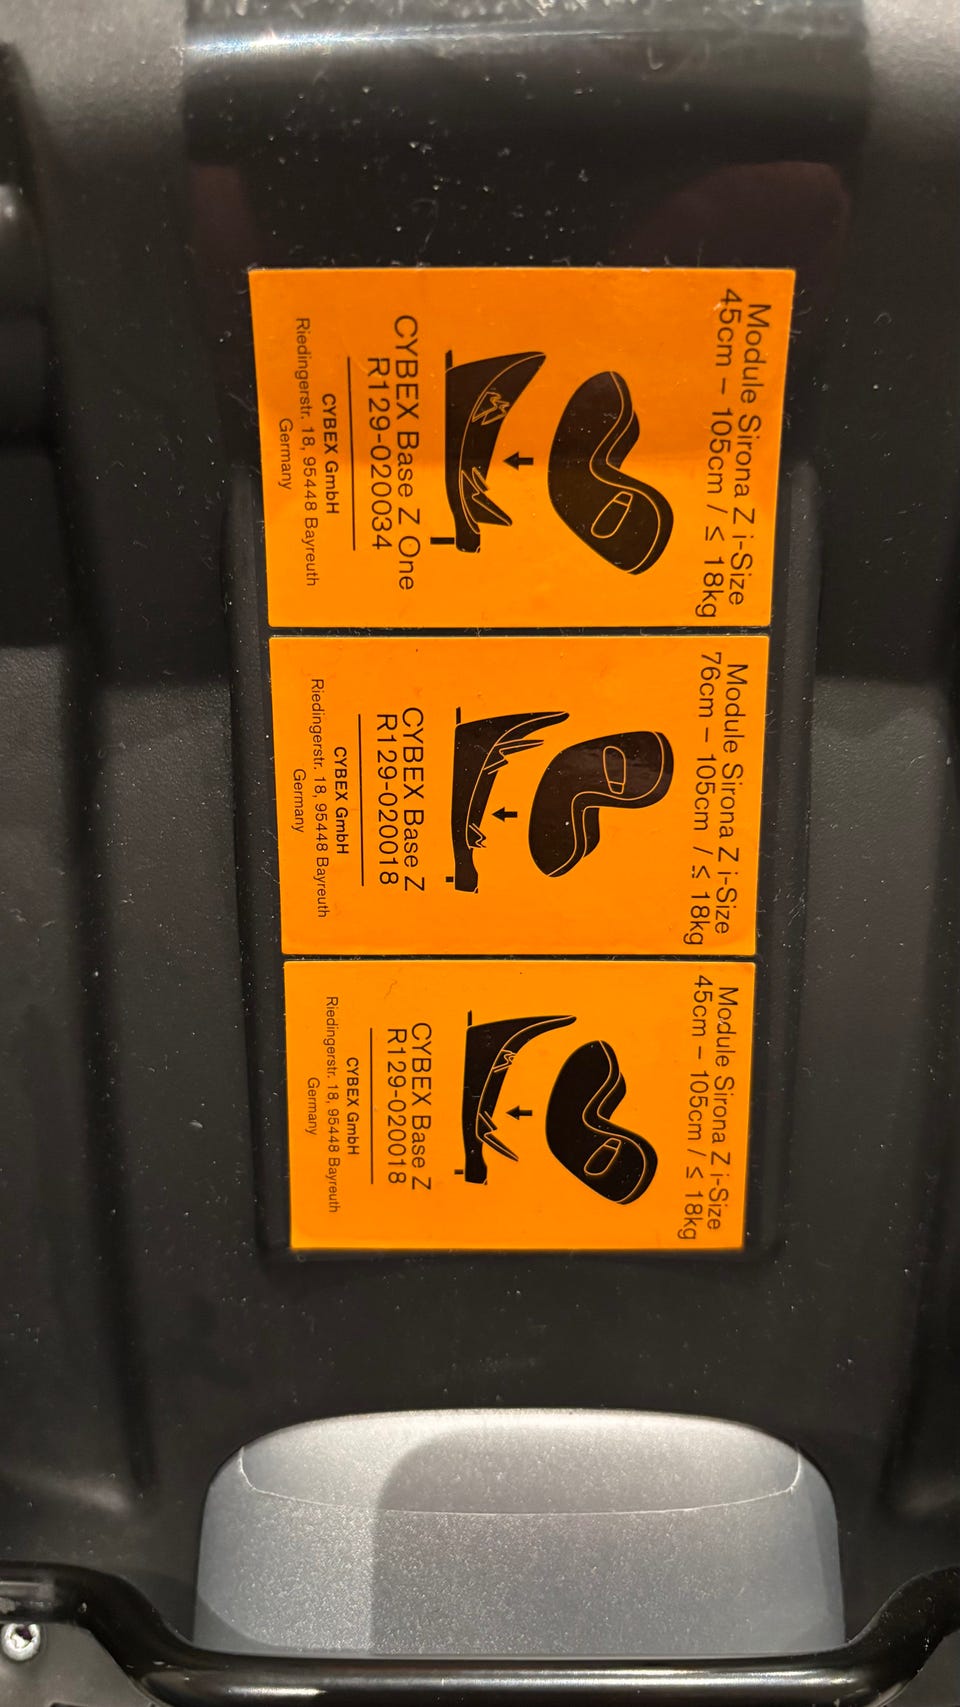 Module Sirona Z i-Size
45cm – 105cm / ≤ 18kg
CYBEX Base Z One
R129-020034
CYBEX GmbH
Riedingerstr. 18, 95448 Bayreuth
Germany
Module Sirona Z i-Size
76cm – 105cm / ≤ 18kg
CYBEX Base Z
R129-020018
CYBEX GmbH
Riedingerstr. 18, 95448 Bayreuth
Germany
Module Sirona Z i-Size
45cm – 105cm / ≤ 18kg
CYBEX Base Z
R129-020018
CYBEX GmbH
Riedingerstr. 18, 95448 Bayreuth
Germany